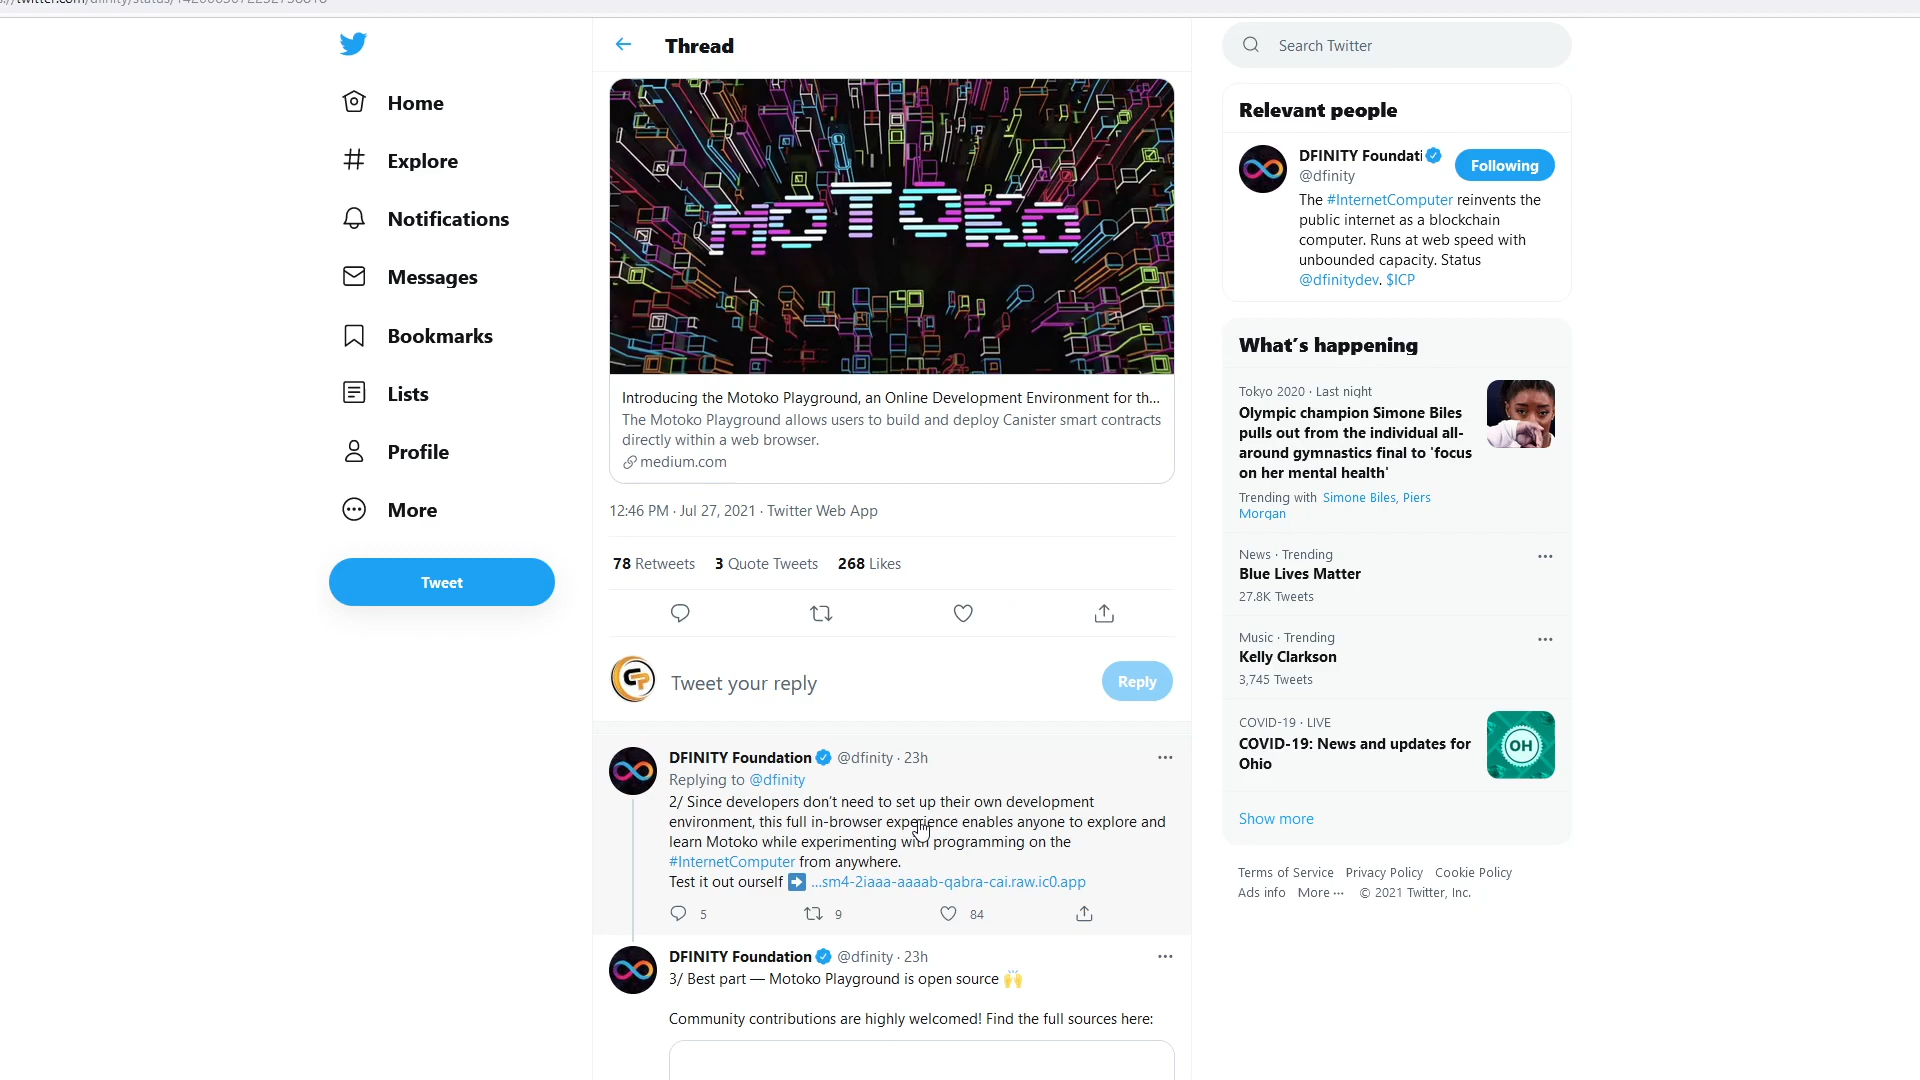 Home
Explore
Notifications
Messages
Bookmarks
Lists
Profile
More
Tweet
Thread
MOTOKO
Introducing the Motoko Playground, an Online Development Environment for th...
The Motoko Playground allows users to build and deploy Canister smart contracts
directly within a web browser.
medium.com
12:46 PM · Jul 27, 2021 · Twitter Web App
78 Retweets 3 Quote Tweets 268 Likes
Tweet your reply
Reply
DFINITY Foundation @dfinity · 23h
Replying to @dfinity
2/ Since developers don't need to set up their own development
environment, this full in-browser experience enables anyone to explore and
learn Motoko while experimenting with programming on the
#InternetComputer from anywhere.
Test it out ourself ➡ ...sm4-2iaaa-aaaab-qabra-cai.raw.ic0.app
5 9 84
DFINITY Foundation @dfinity · 23h
3/ Best part — Motoko Playground is open source 🙌
Community contributions are highly welcomed! Find the full sources here:
Search Twitter
Relevant people
DFINITY Foundati
Following
@dfinity
The #InternetComputer reinvents the
public internet as a blockchain
computer. Runs at web speed with
unbounded capacity. Status
@dfinitydev. $ICP
What's happening
Tokyo 2020 · Last night
Olympic champion Simone Biles
pulls out from the individual all-
around gymnastics final to 'focus
on her mental health'
Trending with Simone Biles, Piers
Morgan
News · Trending
Blue Lives Matter
27.8K Tweets
Music · Trending
Kelly Clarkson
3,745 Tweets
COVID-19 · LIVE
COVID-19: News and updates for
Ohio
OH
Show more
Terms of Service Privacy Policy Cookie Policy
Ads info More ··· © 2021 Twitter, Inc.